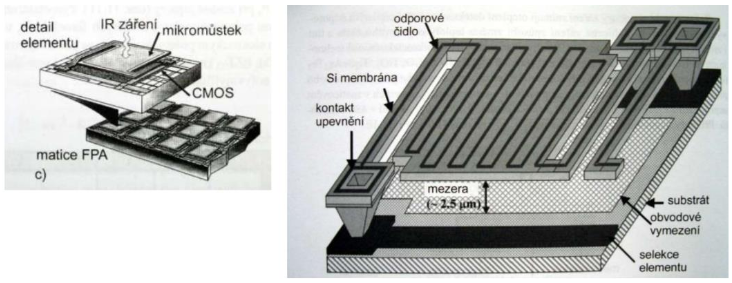 detail
elementu
IR záření
mikromůstek
CMOS
matice FPA
c)
odporové
čidlo
Si membrána
kontakt
upevnění
mezera
(~ 2,5 μm)
substrát
obvodové
vymezení
selekce
elementu